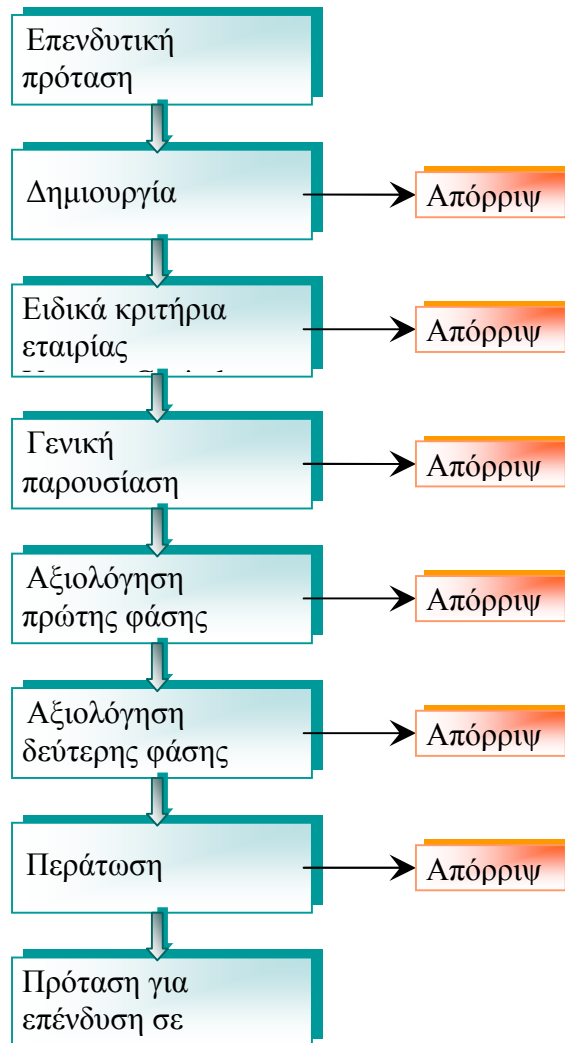 Επενδυτική
πρόταση
Δημιουργία
Απόρριψ
Ειδικά κριτήρια
εταιρίας
Απόρριψ
Γενική
παρουσίαση
Απόρριψ
Αξιολόγηση
πρώτης φάσης
Απόρριψ
Αξιολόγηση
δεύτερης φάσης
Απόρριψ
Περάτωση
Απόρριψ
Πρόταση για
επένδυση σε